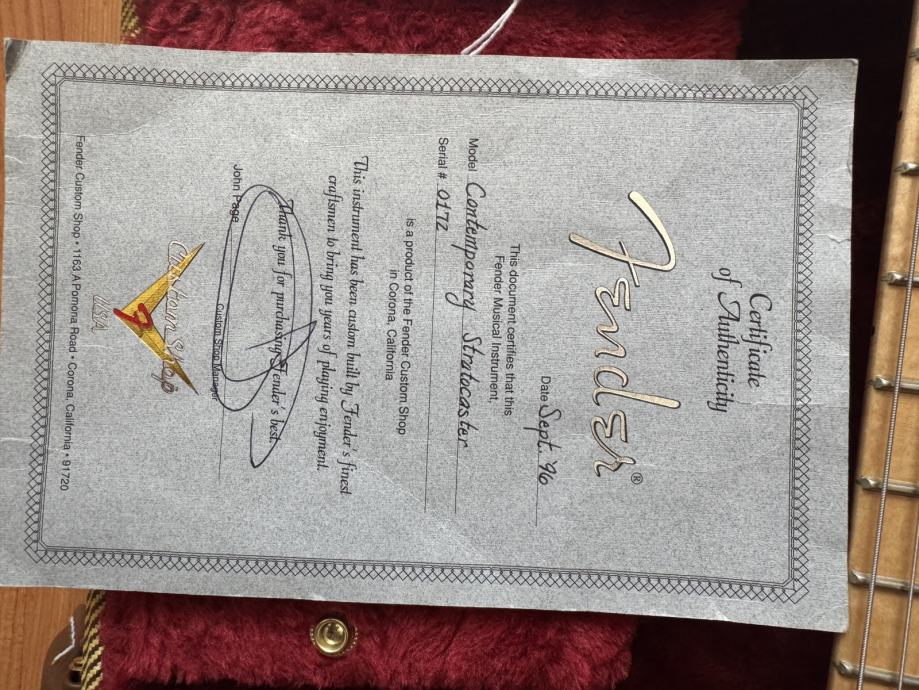 Certificate
of Authenticity
Fender®
Date Sept. '96
This document certifies that this
Fender Musical Instrument,
Model Contemporary Stratocaster
Serial # 0172
is a product of the Fender Custom Shop
in Corona, California
This instrument has been custom built by Fender's finest
craftsmen to bring you years of playing enjoyment.
Thank you for purchasing Fender's best.
John Page
Custom Shop Manager
Custom Shop
USA
Fender Custom Shop • 1163 A Pomona Road • Corona, California • 91720